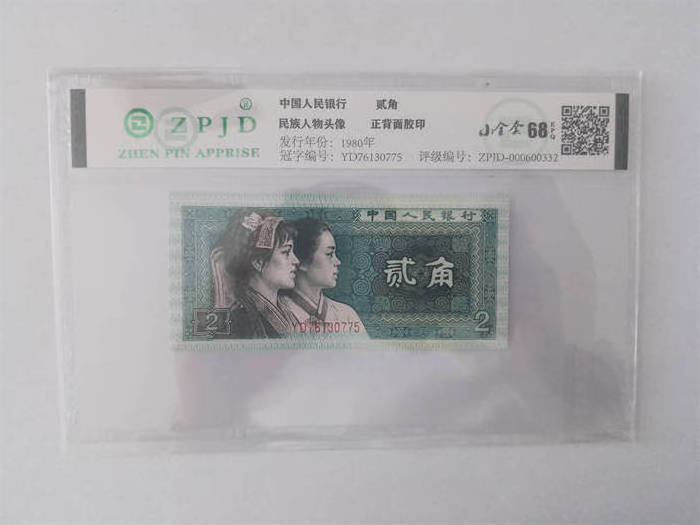 ZPJD
ZHEN PIN APPRISE
中国人民银行 贰角
民族人物头像 正背面胶印
发行年份：1980年
冠字编号：YD76130775 评级编号：ZPJD-000600332
68 EPQ
中国人民银行
贰角
2 YD76130775 2